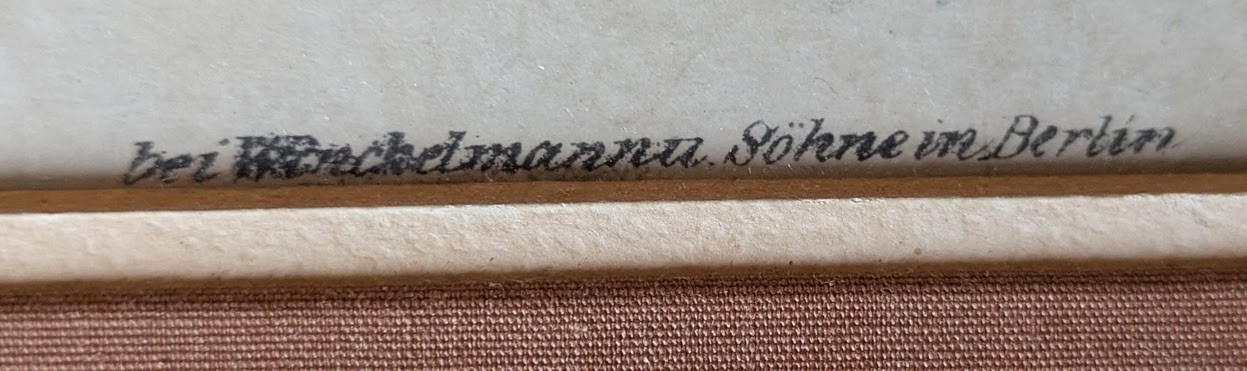 bei Winckelmann u. Söhne in Berlin